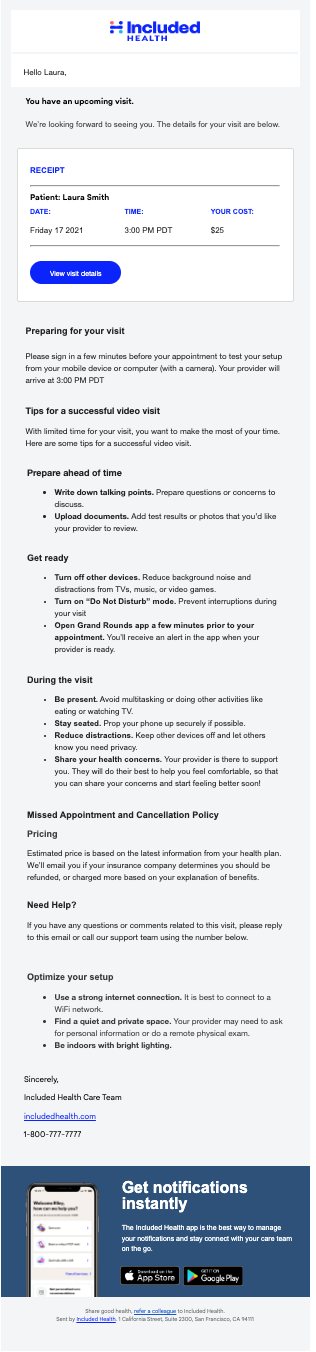 Included
HEALTH
Hello Laura,
You have an upcoming visit.
We're looking forward to seeing you. The details for your visit are below.
RECEIPT
Patient: Laura Smith
DATE: TIME: YOUR COST:
Friday 17 2021 3:00 PM PDT $25
View visit details
Preparing for your visit
Please sign in a few minutes before your appointment to test your setup
from your mobile device or computer (with a camera). Your provider will
arrive at 3:00 PM PDT
Tips for a successful video visit
With limited time for your visit, you want to make the most of your time.
Here are some tips for a successful video visit.
Prepare ahead of time
• Write down talking points. Prepare questions or concerns to
discuss.
• Upload documents. Add test results or photos that you'd like
your provider to review.
Get ready
• Turn off other devices. Reduce background noise and
distractions from TVs, music, or video games.
• Turn on “Do Not Disturb” mode. Prevent interruptions during
your visit
• Open Grand Rounds app a few minutes prior to your
appointment. You'll receive an alert in the app when your
provider is ready.
During the visit
• Be present. Avoid multitasking or doing other activities like
eating or watching TV.
• Stay seated. Prop your phone up securely if possible.
• Reduce distractions. Keep other devices off and let others
know you need privacy.
• Share your health concerns. Your provider is there to support
you. They will do their best to help you feel comfortable, so that
you can share your concerns and start feeling better soon!
Missed Appointment and Cancellation Policy
Pricing
Estimated price is based on the latest information from your health plan.
We'll email you if your insurance company determines you should be
refunded, or charged more based on your explanation of benefits.
Need Help?
If you have any questions or comments related to this visit, please reply
to this email or call our support team using the number below.
Optimize your setup
• Use a strong internet connection. It is best to connect to a
WiFi network.
• Find a quiet and private space. Your provider may need to ask
for personal information or do a remote physical exam.
• Be indoors with bright lighting.
Sincerely,
Included Health Care Team
includedhealth.com
1-800-777-7777
Welcome Riley,
how can we help you?
Get notifications
instantly
The Included Health app is the best way to manage
your notifications and stay connect with your care team
on the go.
Download on the
App Store
GET IT ON
Google Play
Share good health, refer a colleague to Included Health.
Sent by Included Health. 1 California Street, Suite 2300, San Francisco, CA 94111